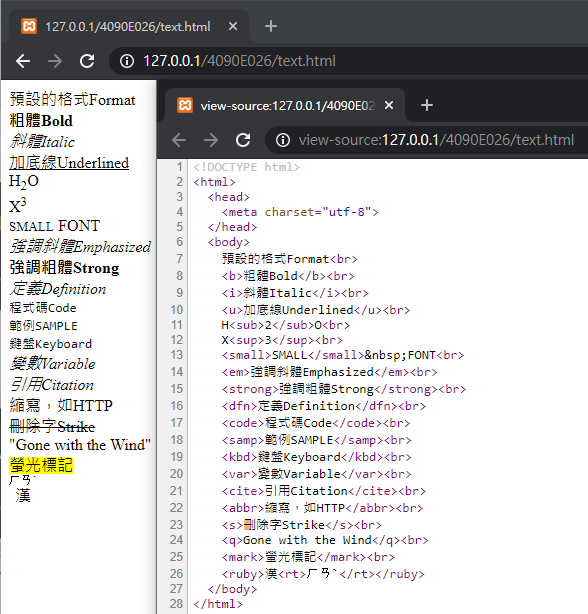 127.0.0.1/4090E026/text.html
127.0.0.1/4090E026/text.html
預設的格式Format
粗體Bold
斜體Italic
加底線Underlined
H2O
X3
SMALL FONT
強調斜體Emphasized
強調粗體Strong
定義Definition
程式碼Code
範例SAMPLE
鍵盤Keyboard
變數Variable
引用Citation
縮寫，如HTTP
刪除字Strike
"Gone with the Wind"
螢光標記
ㄏㄢˋ
漢
view-source:127.0.0.1/4090E02
view-source:127.0.0.1/4090E026/text.html
1 <!DOCTYPE html>
2 <html>
3 <head>
4 <meta charset="utf-8">
5 </head>
6 <body>
7 預設的格式Format<br>
8 <b>粗體Bold</b><br>
9 <i>斜體Italic</i><br>
10 <u>加底線Underlined</u><br>
11 H<sub>2</sub>O<br>
12 X<sup>3</sup><br>
13 <small>SMALL</small>&nbsp;FONT<br>
14 <em>強調斜體Emphasized</em><br>
15 <strong>強調粗體Strong</strong><br>
16 <dfn>定義Definition</dfn><br>
17 <code>程式碼Code</code><br>
18 <samp>範例SAMPLE</samp><br>
19 <kbd>鍵盤Keyboard</kbd><br>
20 <var>變數Variable</var><br>
21 <cite>引用Citation</cite><br>
22 <abbr>縮寫，如HTTP</abbr><br>
23 <s>刪除字Strike</s><br>
24 <q>Gone with the Wind</q><br>
25 <mark>螢光標記</mark><br>
26 <ruby>漢<rt>ㄏㄢˋ</rt></ruby>
27 </body>
28 </html>